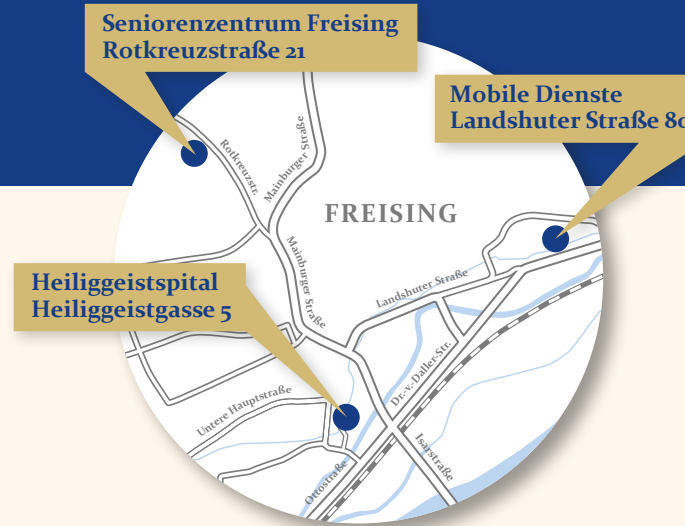 Seniorenzentrum Freising
Rotkreuzstraße 21
Mobile Dienste
Landshuter Straße 80
Rotkreuzstr.
Mainburger Straße
FREISING
Mainburger Straße
Landshuter Straße
Heiliggeistspital
Heiliggeistgasse 5
Dr.-v.-Daller-Str.
Untere Hauptstraße
Isarstraße
Ottostraße